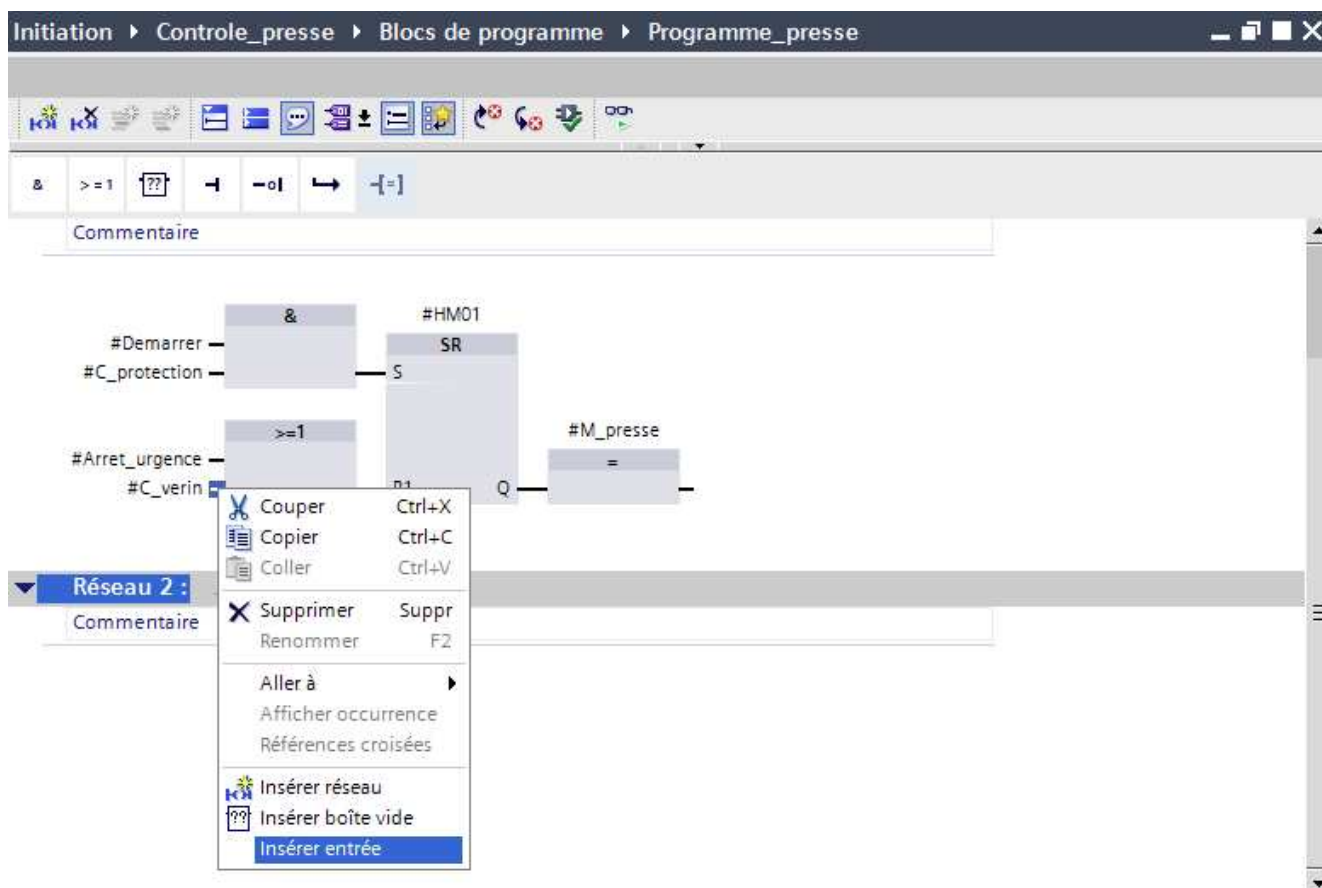 Initiation ▸ Controle_presse ▸ Blocs de programme ▸ Programme_presse
& >=1 ?? -[=]
Commentaire
& #HM01
#Demarrer SR
#C_protection S
>=1 #M_presse
#Arret_urgence =
#C_verin R1 Q
Couper Ctrl+X
Copier Ctrl+C
Coller Ctrl+V
Réseau 2 :
Supprimer Suppr
Commentaire
Renommer F2
Aller à
Afficher occurrence
Références croisées
Insérer réseau
?? Insérer boîte vide
Insérer entrée